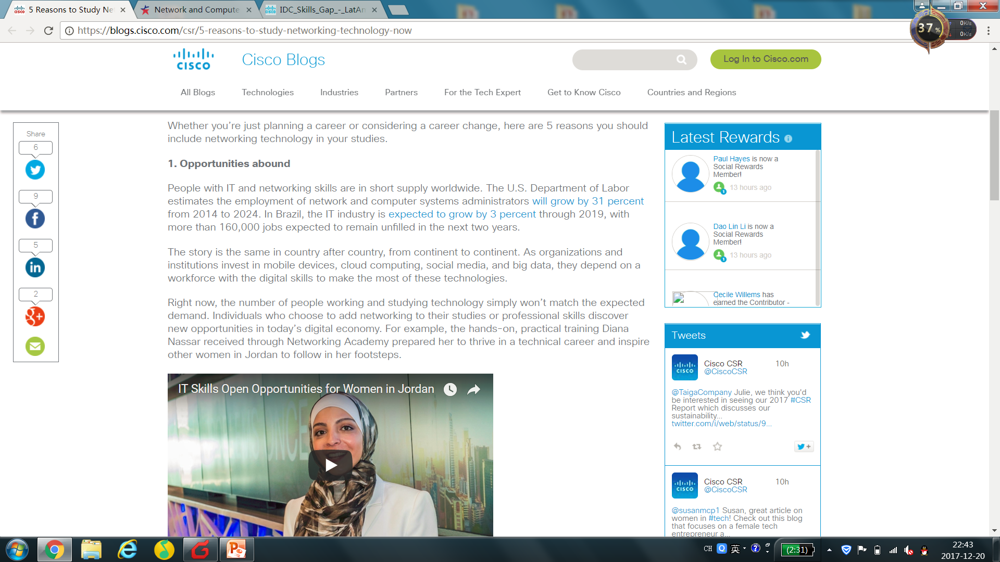 5 Reasons to Study Ne
Network and Compute
IDC_Skills_Gap_-_LatAm
https://blogs.cisco.com/csr/5-reasons-to-study-networking-technology-now
37%
0K/s
0K/s
CISCO
Cisco Blogs
Log In to Cisco.com
All Blogs
Technologies
Industries
Partners
For the Tech Expert
Get to Know Cisco
Countries and Regions
Share
6
9
5
2
Whether you're just planning a career or considering a career change, here are 5 reasons you should
include networking technology in your studies.
1. Opportunities abound
People with IT and networking skills are in short supply worldwide. The U.S. Department of Labor
estimates the employment of network and computer systems administrators will grow by 31 percent
from 2014 to 2024. In Brazil, the IT industry is expected to grow by 3 percent through 2019, with
more than 160,000 jobs expected to remain unfilled in the next two years.
The story is the same in country after country, from continent to continent. As organizations and
institutions invest in mobile devices, cloud computing, social media, and big data, they depend on a
workforce with the digital skills to make the most of these technologies.
Right now, the number of people working and studying technology simply won't match the expected
demand. Individuals who choose to add networking to their studies or professional skills discover
new opportunities in today's digital economy. For example, the hands-on, practical training Diana
Nassar received through Networking Academy prepared her to thrive in a technical career and inspire
other women in Jordan to follow in her footsteps.
IT Skills Open Opportunities for Women in Jordan
Latest Rewards
Paul Hayes is now a
Social Rewards
Member!
13 hours ago
Dao Lin Li is now a
Social Rewards
Member!
13 hours ago
Cecile Willems has
earned the Contributor -
Tweets
CISCO
Cisco CSR
10h
@CiscoCSR
@TaigaCompany Julie, we think you'd
be interested in seeing our 2017 #CSR
Report which discusses our
sustainability...
twitter.com/i/web/status/9...
CISCO
Cisco CSR
10h
@CiscoCSR
@susanmcp1 Susan, great article on
women in #tech! Check out this blog
that focuses on a female tech
entrepreneur a...
CH
英
(2:31)
22:43
2017-12-20